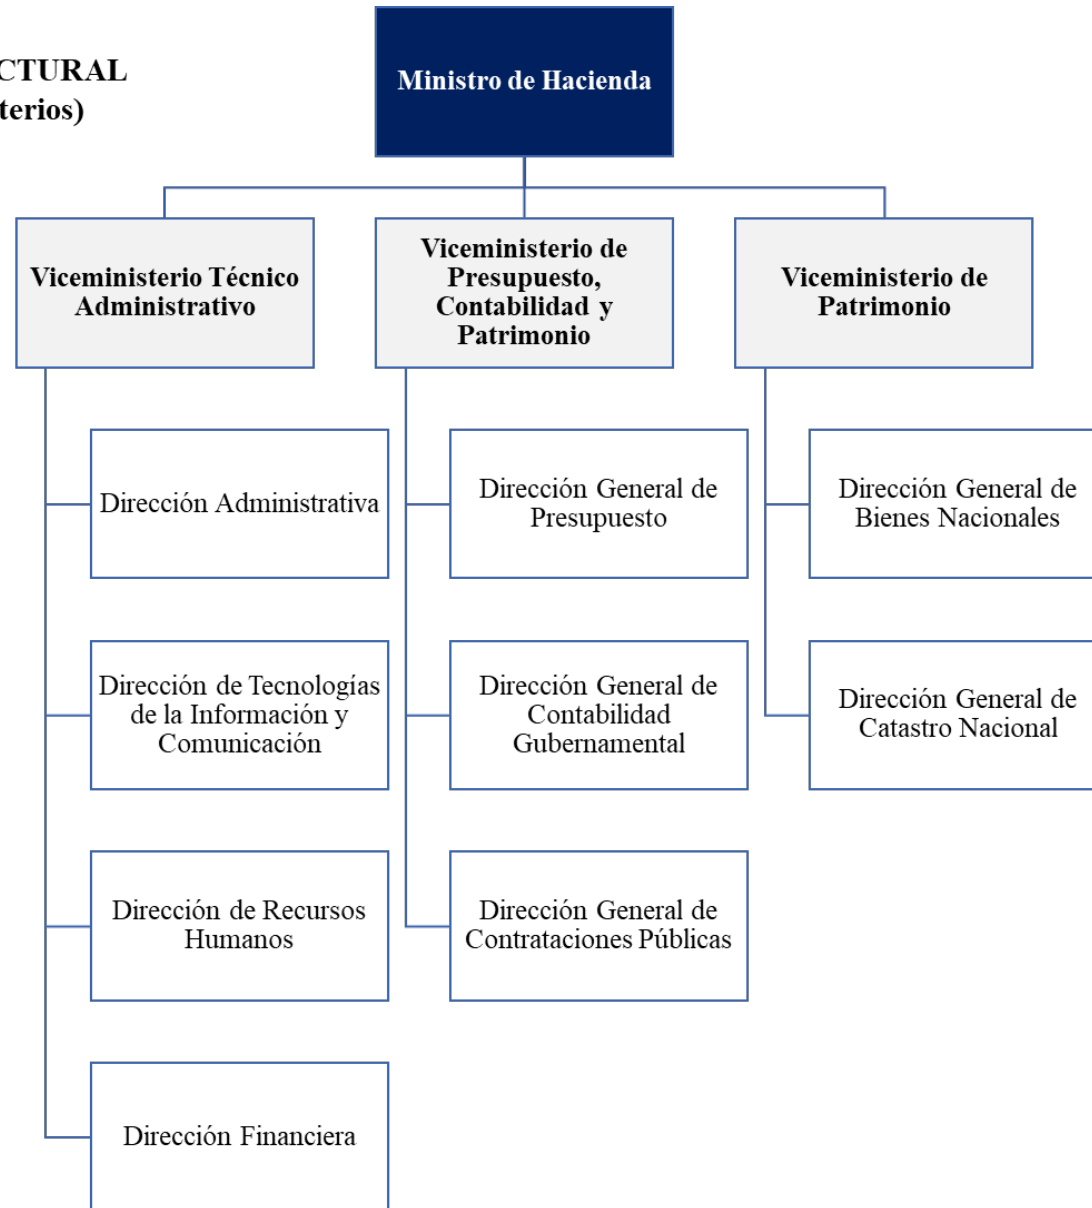 CTURAL
terios)
Ministro de Hacienda
Viceministerio Técnico
Administrativo
Viceministerio de
Presupuesto,
Contabilidad y
Patrimonio
Viceministerio de
Patrimonio
Dirección Administrativa
Dirección General de
Presupuesto
Dirección General de
Bienes Nacionales
Dirección de Tecnologías
de la Información y
Comunicación
Dirección General de
Contabilidad
Gubernamental
Dirección General de
Catastro Nacional
Dirección de Recursos
Humanos
Dirección General de
Contrataciones Públicas
Dirección Financiera